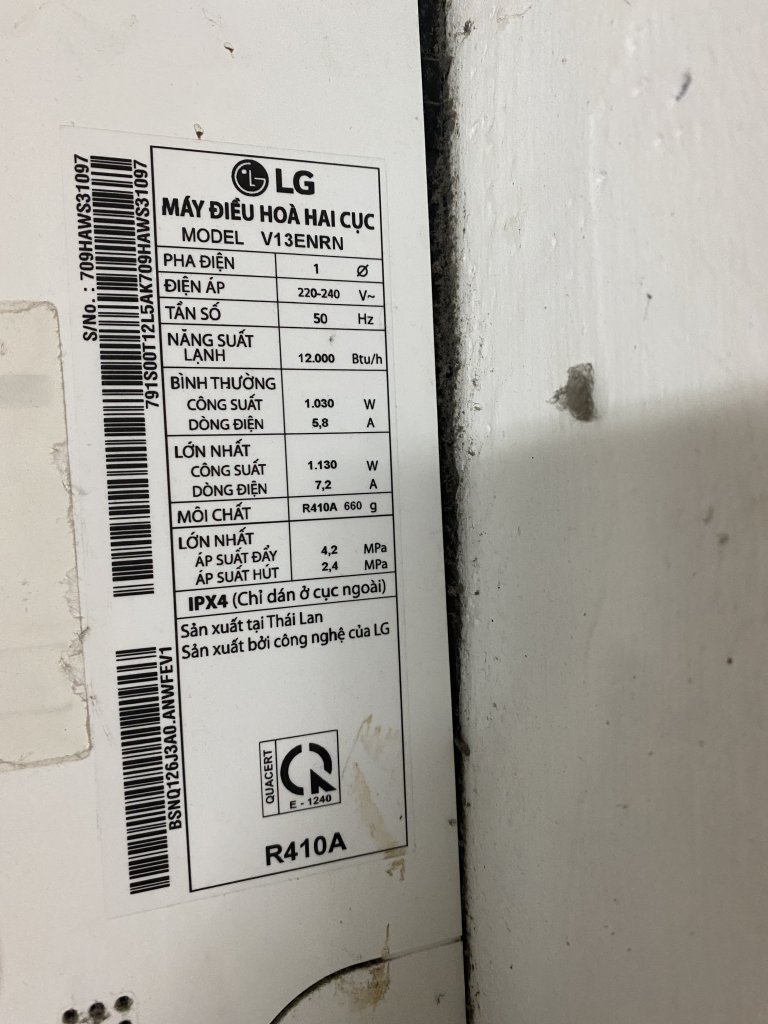 LG
MÁY ĐIỀU HOÀ HAI CỤC
MODEL V13ENRN
PHA ĐIỆN 1 Ø
ĐIỆN ÁP 220-240 V~
TẦN SỐ 50 Hz
NĂNG SUẤT
LẠNH 12.000 Btu/h
BÌNH THƯỜNG
CÔNG SUẤT 1.030 W
DÒNG ĐIỆN 5,8 A
LỚN NHẤT
CÔNG SUẤT 1.130 W
DÒNG ĐIỆN 7,2 A
MÔI CHẤT R410A 660 g
LỚN NHẤT
ÁP SUẤT ĐẨY 4,2 MPa
ÁP SUẤT HÚT 2,4 MPa
IPX4 (Chỉ dán ở cục ngoài)
Sản xuất tại Thái Lan
Sản xuất bởi công nghệ của LG
QUACERT
E - 1240
R410A
S/No. : 709HAWS31097
791S00T12L5AK709HAWS31097
BSNQ126J3A0.ANWFEV1